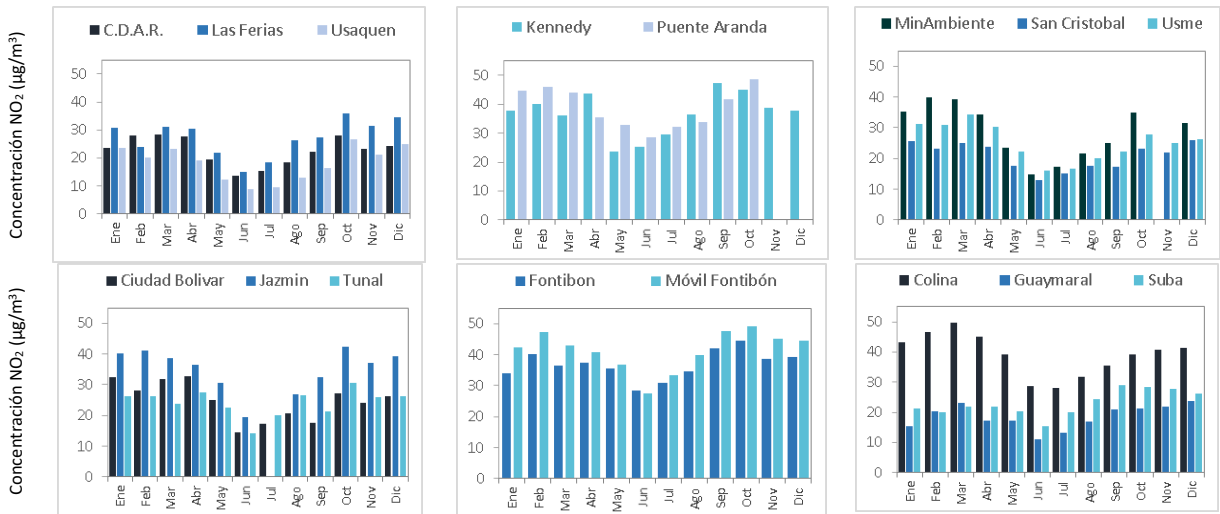 Concentración NO₂ (µg/m³)
C.D.A.R. Las Ferias Usaquen
50
40
30
20
10
0
Ene Feb Mar Abr May Jun Jul Ago Sep Oct Nov Dic
Kennedy Puente Aranda
50
40
30
20
10
0
Ene Feb Mar Abr May Jun Jul Ago Sep Oct Nov Dic
MinAmbiente San Cristobal Usme
50
40
30
20
10
0
Ene Feb Mar Abr May Jun Jul Ago Sep Oct Nov Dic
Concentración NO₂ (µg/m³)
Ciudad Bolivar Jazmin Tunal
50
40
30
20
10
0
Ene Feb Mar Abr May Jun Jul Ago Sep Oct Nov Dic
Fontibon Móvil Fontibón
50
40
30
20
10
0
Ene Feb Mar Abr May Jun Jul Ago Sep Oct Nov Dic
Colina Guaymaral Suba
50
40
30
20
10
0
Ene Feb Mar Abr May Jun Jul Ago Sep Oct Nov Dic